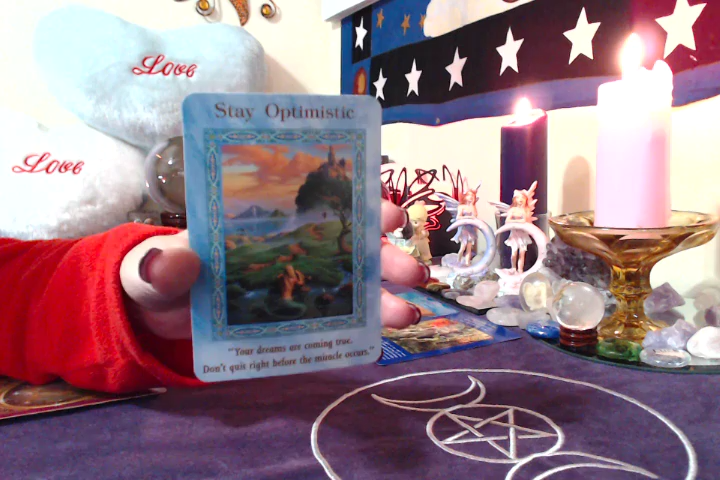 Love
Love
Stay Optimistic
"Your dreams are coming true.
Don't quit right before the miracle occurs."